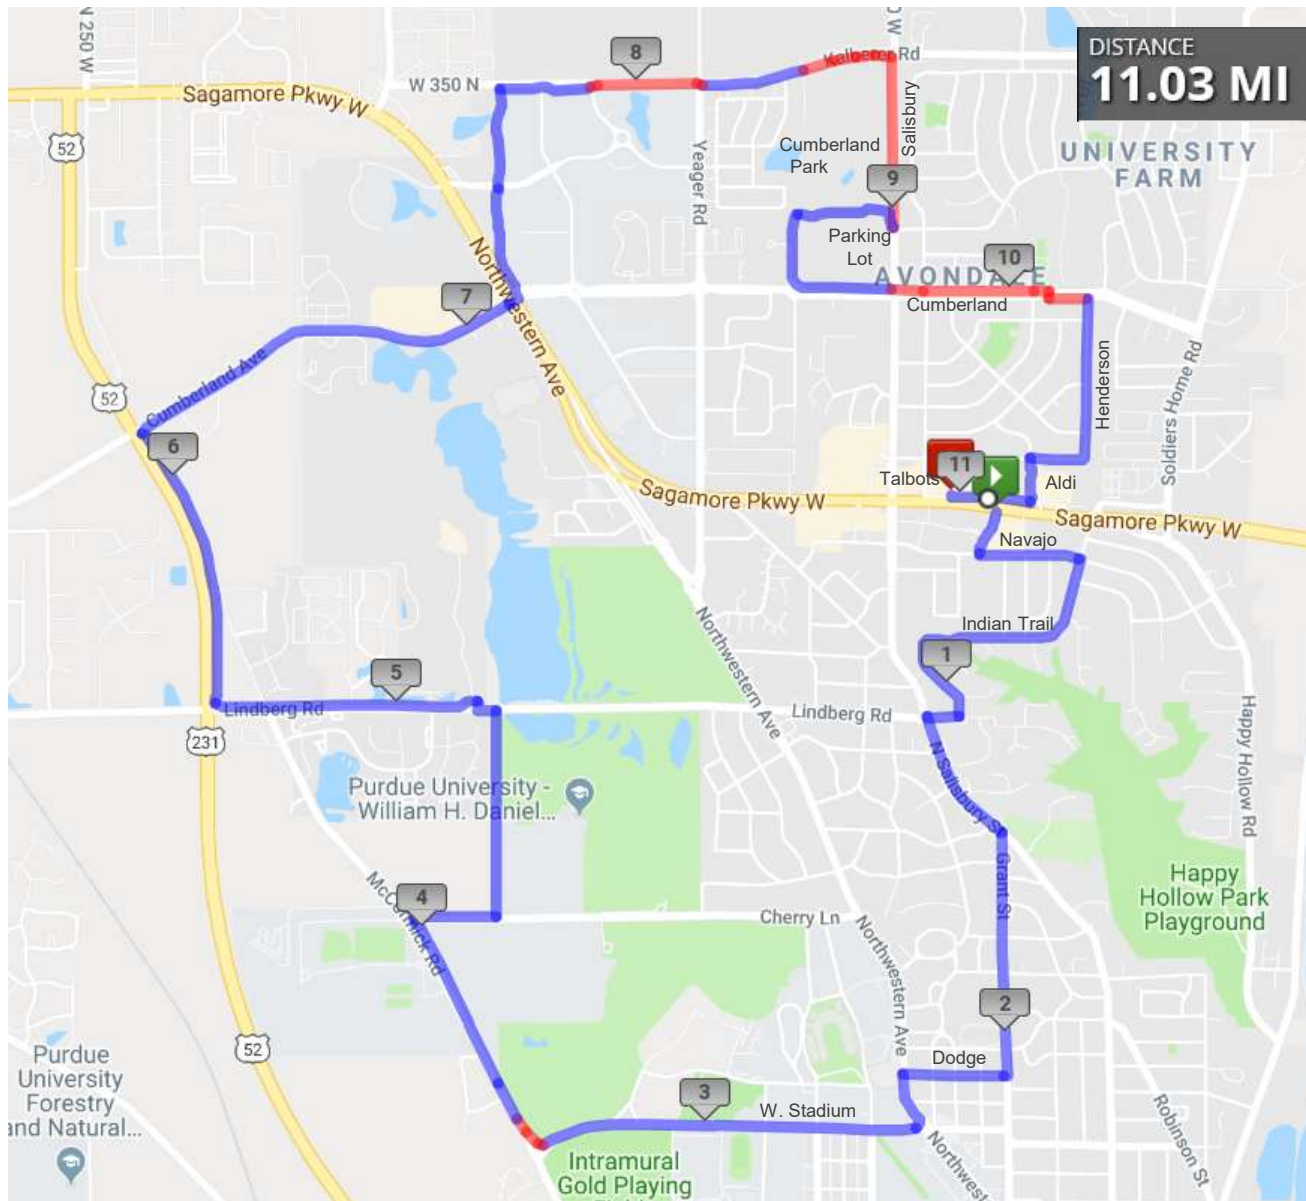 N 250 W
0 W
DISTANCE
11.03 MI
8
Kalberer Rd
W 350 N
Sagamore Pkwy W
52
Salisbury
Cumberland
Park
UNIVERSITY
FARM
Yeager Rd
9
Parking
Lot
10
AVONDALE
Cumberland
7
Northwestern Ave
Cumberland Ave
52
Henderson
Soldiers Home Rd
6
11
Talbots
Aldi
Sagamore Pkwy W
Sagamore Pkwy W
Navajo
Indian Trail
1
Northwestern Ave
5
Lindberg Rd
Lindberg Rd
231
Happy Hollow Rd
N Salisbury St
Purdue University -
William H. Daniel...
Grant St
Happy
Hollow Park
Playground
4
McCormick Rd
Cherry Ln
Northwestern Ave
2
52
Dodge
Purdue
University
Forestry
and Natural...
3
W. Stadium
Robinson St
Northwest
Intramural
Gold Playing